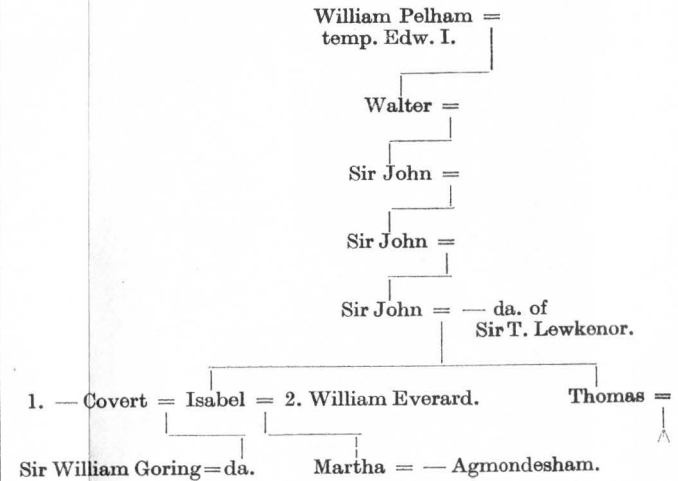 William Pelham =
temp. Edw. I.
Walter =
Sir John =
Sir John =
Sir John = — da. of
Sir T. Lewkenor.
1. — Covert = Isabel = 2. William Everard.
Thomas =
Sir William Goring = da.
Martha = — Agmondesham.